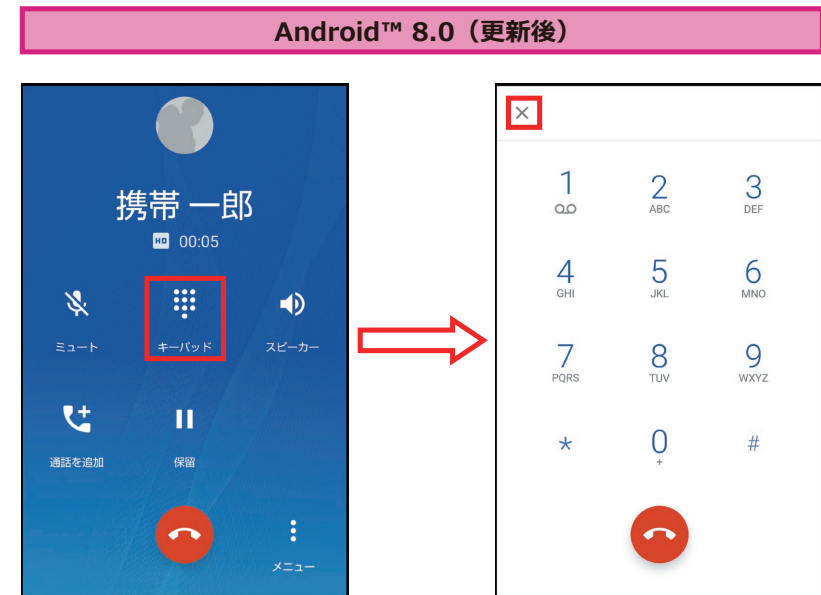 Android™ 8.0（更新後）
携帯 一郎
HD 00:05
ミュート
キーパッド
スピーカー
通話を追加
保留
メニュー
×
1 2 3
ABC DEF
4 5 6
GHI JKL MNO
7 8 9
PQRS TUV WXYZ
* 0 #
+